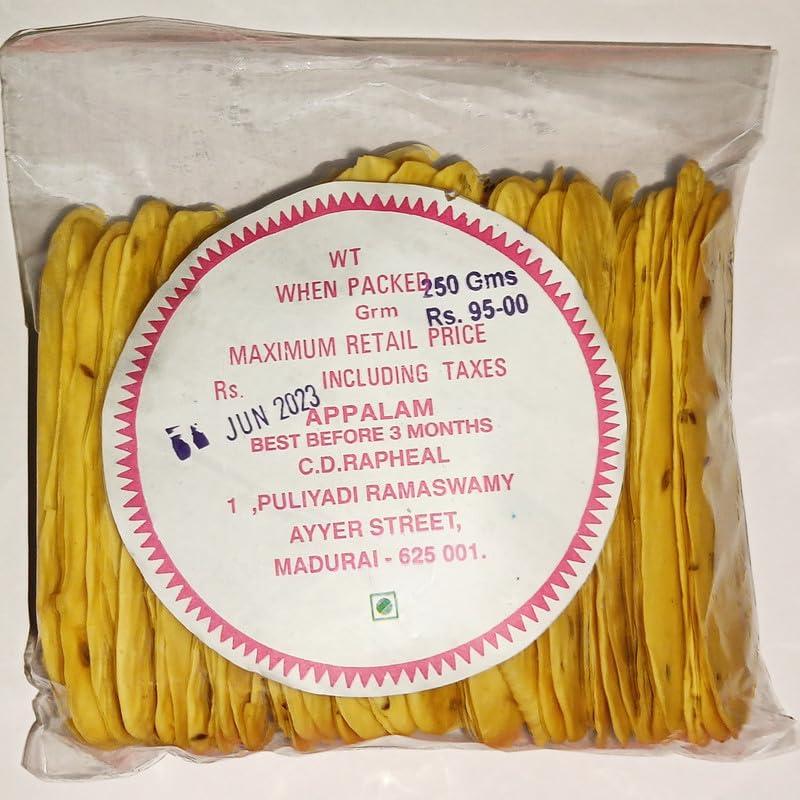 WT
WHEN PACKED 250 Gms
Grm Rs. 95-00
MAXIMUM RETAIL PRICE
Rs. INCLUDING TAXES
JUN 2023
APPALAM
BEST BEFORE 3 MONTHS
C.D.RAPHEAL
1 ,PULIYADI RAMASWAMY
AYYER STREET,
MADURAI - 625 001.